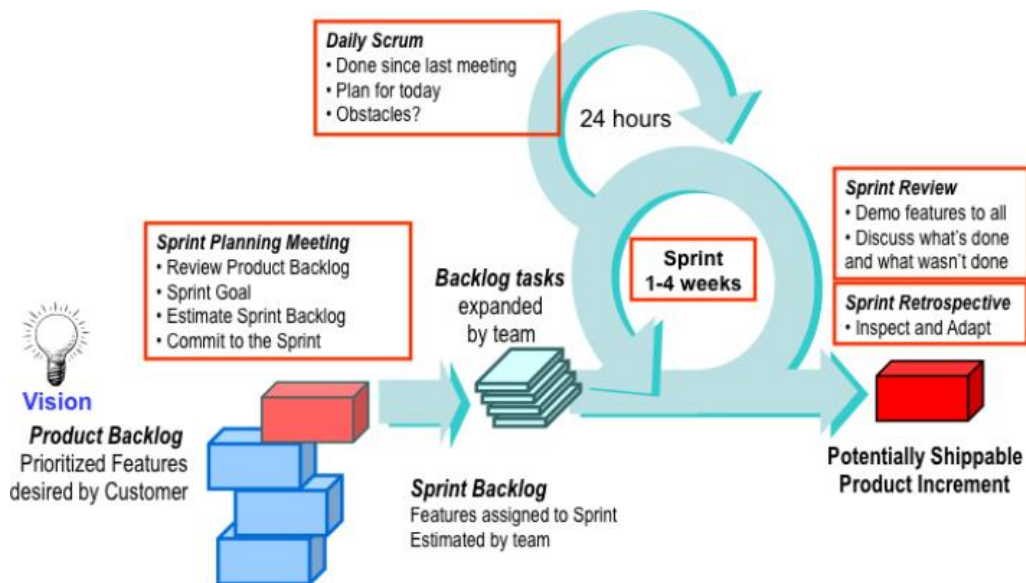 Daily Scrum
• Done since last meeting
• Plan for today
• Obstacles?
24 hours
Sprint Planning Meeting
• Review Product Backlog
• Sprint Goal
• Estimate Sprint Backlog
• Commit to the Sprint
Vision
Product Backlog
Prioritized Features
desired by Customer
Backlog tasks
expanded
by team
Sprint Backlog
Features assigned to Sprint
Estimated by team
Sprint
1-4 weeks
Sprint Review
• Demo features to all
• Discuss what's done
and what wasn't done
Sprint Retrospective
• Inspect and Adapt
Potentially Shippable
Product Increment